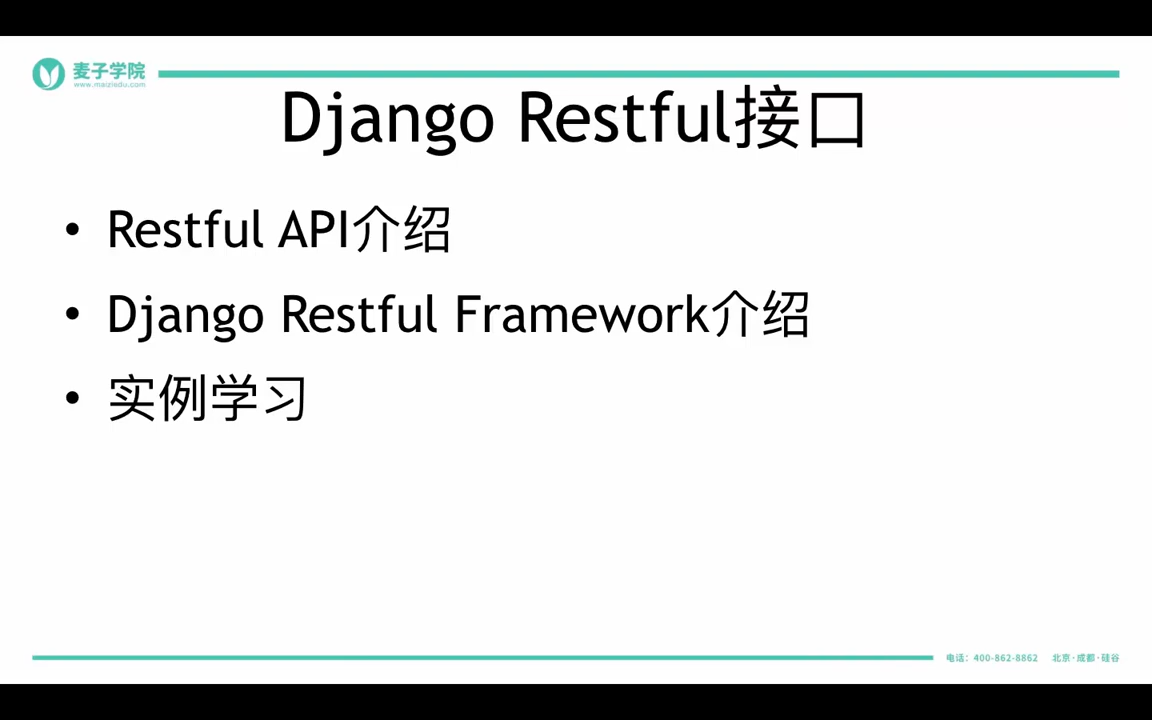 麦子学院
www.maiziedu.com
Django Restful接口
• Restful API介绍
• Django Restful Framework介绍
• 实例学习
电话：400-862-8862 北京·成都·硅谷